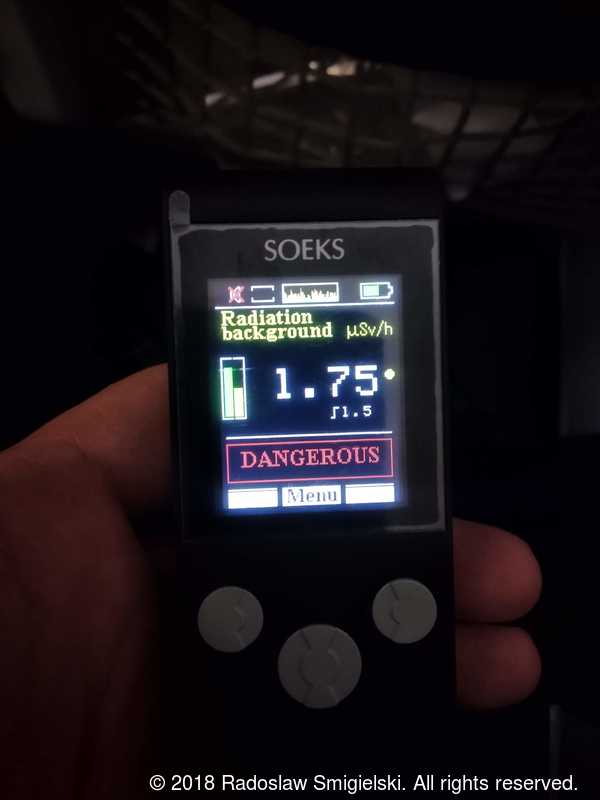 SOEKS
Radiation
background μSv/h
1.75
∫1.5
DANGEROUS
Menu
© 2018 Radoslaw Smigielski. All rights reserved.